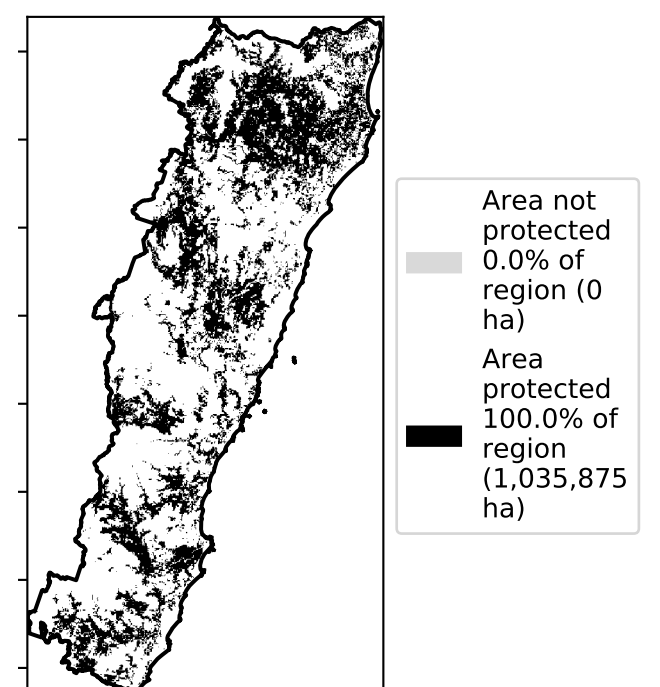 Area not
protected
0.0% of
region (0
ha)
Area
protected
100.0% of
region
(1,035,875
ha)